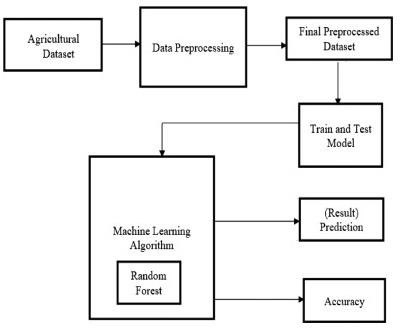 Agricultural
Dataset
Data Preprocessing
Final Preprocessed
Dataset
Train and Test
Model
Machine Learning
Algorithm
Random
Forest
(Result)
Prediction
Accuracy